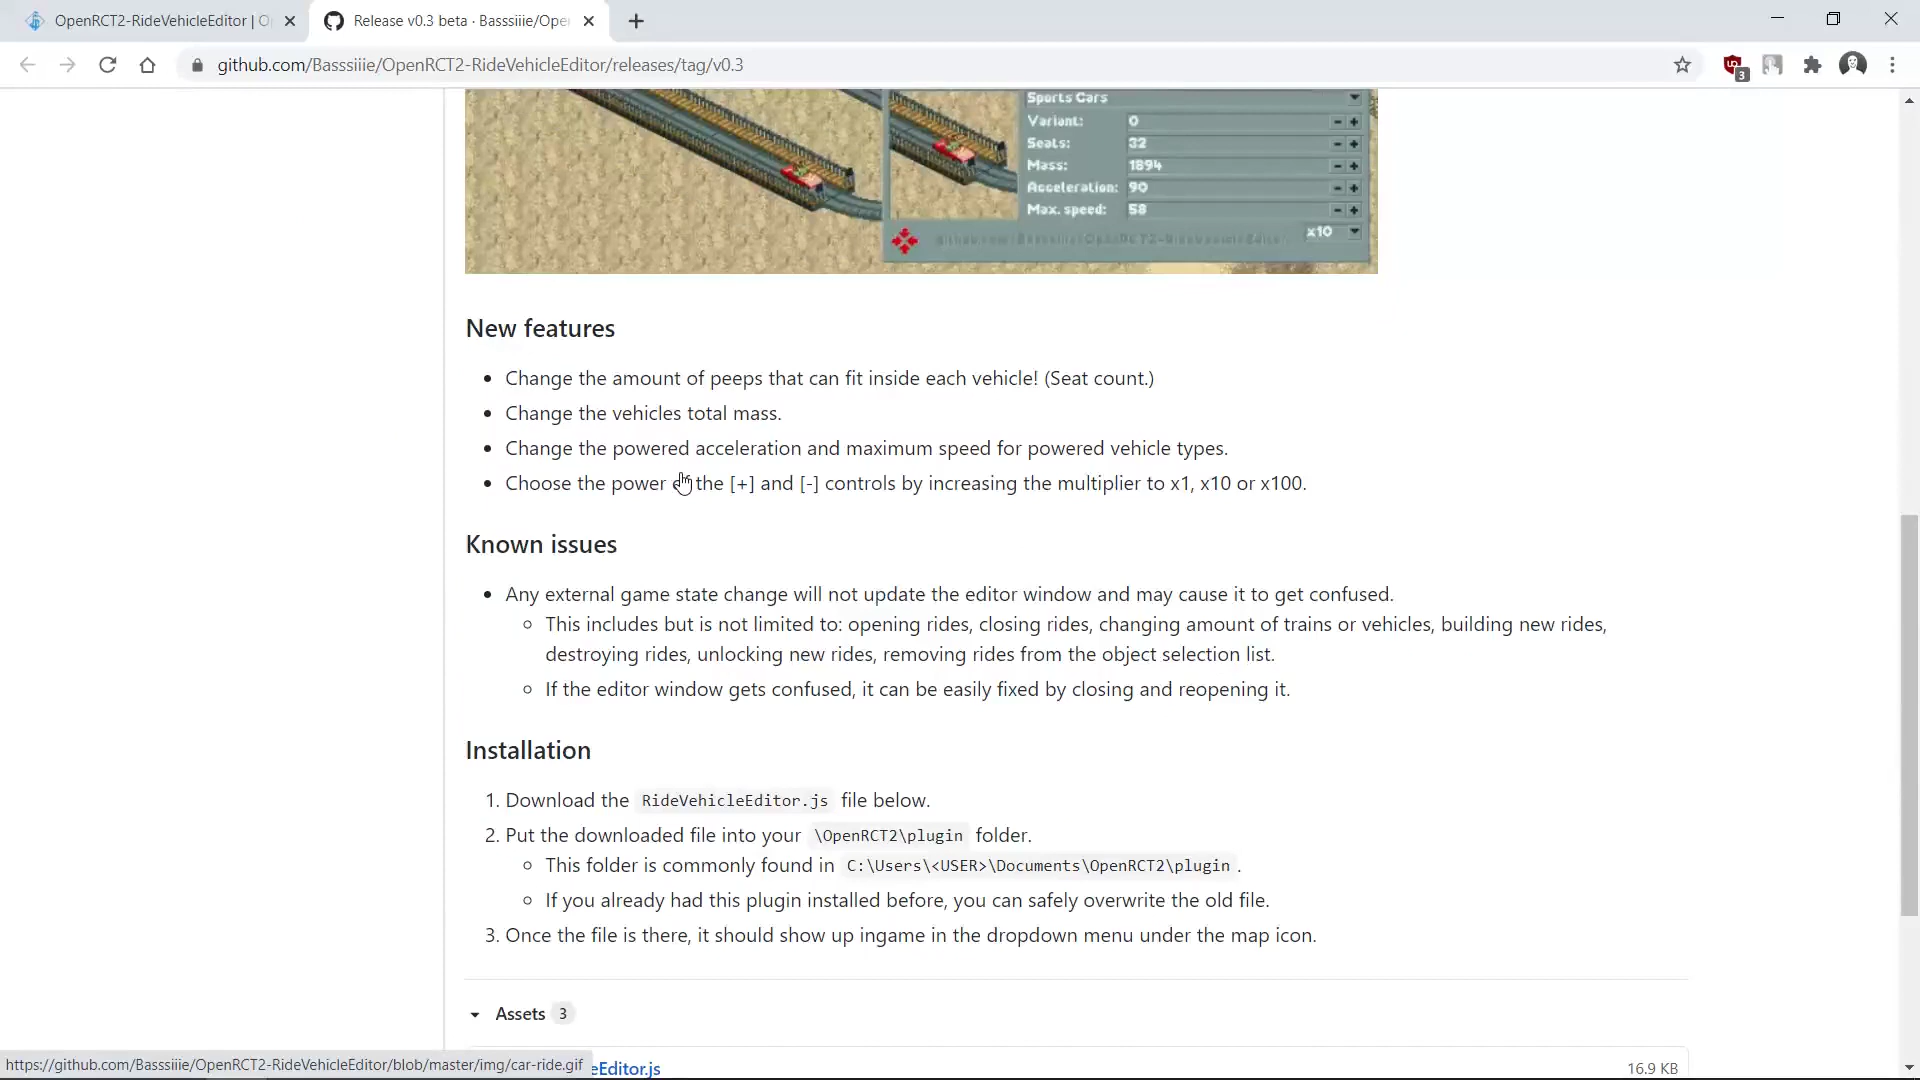 OpenRCT2-RideVehicleEditor | O
Release v0.3 beta · Basssiiie/Ope
github.com/Basssiiie/OpenRCT2-RideVehicleEditor/releases/tag/v0.3
3
Sports Cars
Variant: 0
Seats: 32
Mass: 1894
Acceleration: 90
Max. speed: 58
github.com/Basssiiie/OpenRCT2-RideVehicleEditor
x10
New features
• Change the amount of peeps that can fit inside each vehicle! (Seat count.)
• Change the vehicles total mass.
• Change the powered acceleration and maximum speed for powered vehicle types.
• Choose the power of the [+] and [-] controls by increasing the multiplier to x1, x10 or x100.
Known issues
• Any external game state change will not update the editor window and may cause it to get confused.
○ This includes but is not limited to: opening rides, closing rides, changing amount of trains or vehicles, building new rides,
destroying rides, unlocking new rides, removing rides from the object selection list.
○ If the editor window gets confused, it can be easily fixed by closing and reopening it.
Installation
1. Download the RideVehicleEditor.js file below.
2. Put the downloaded file into your \OpenRCT2\plugin folder.
○ This folder is commonly found in C:\Users\<USER>\Documents\OpenRCT2\plugin .
○ If you already had this plugin installed before, you can safely overwrite the old file.
3. Once the file is there, it should show up ingame in the dropdown menu under the map icon.
Assets 3
https://github.com/Basssiiie/OpenRCT2-RideVehicleEditor/blob/master/img/car-ride.gif
eEditor.js
16.9 KB